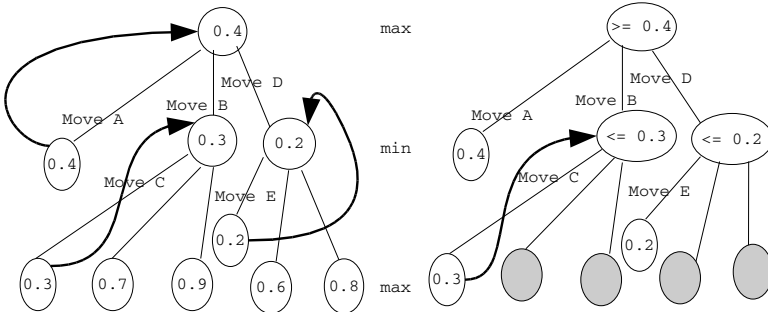 0.4 max >= 0.4
Move D Move D
Move A Move B Move A Move B
0.4 0.3 0.2 min 0.4 <= 0.3 <= 0.2
Move C Move E Move C Move E
0.2 0.2
0.3 0.7 0.9 0.6 0.8 max 0.3